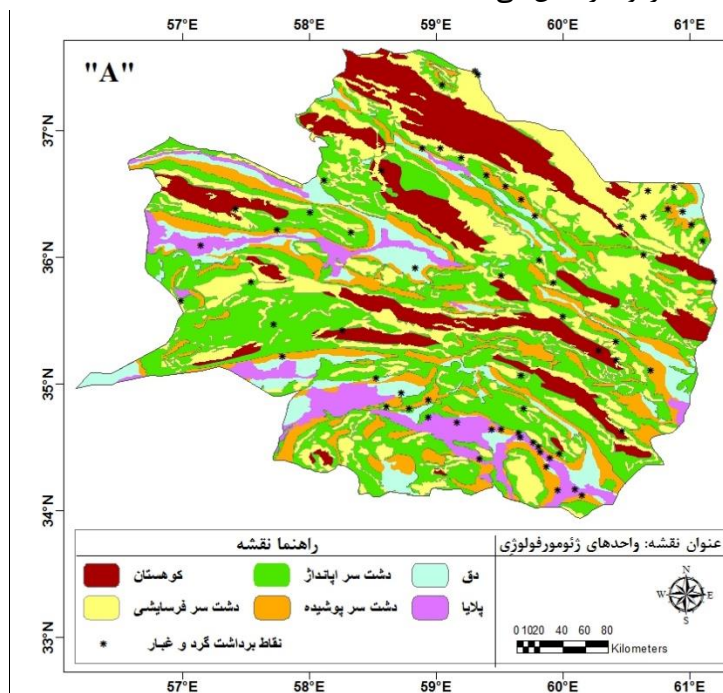 57°E 58°E 59°E 60°E 61°E
"A"
37°N
36°N
35°N
34°N
33°N
راهنما نقشه
عنوان نقشه: واحدهای ژئومورفولوژی
کوهستان
دشت سر اپانداژ
دق
دشت سر فرسایشی
دشت سر پوشیده
پلایا
نقاط برداشت گرد و غبار
N
W E
S
0 10 20 40 60 80
Kilometers
57°E 58°E 59°E 60°E 61°E